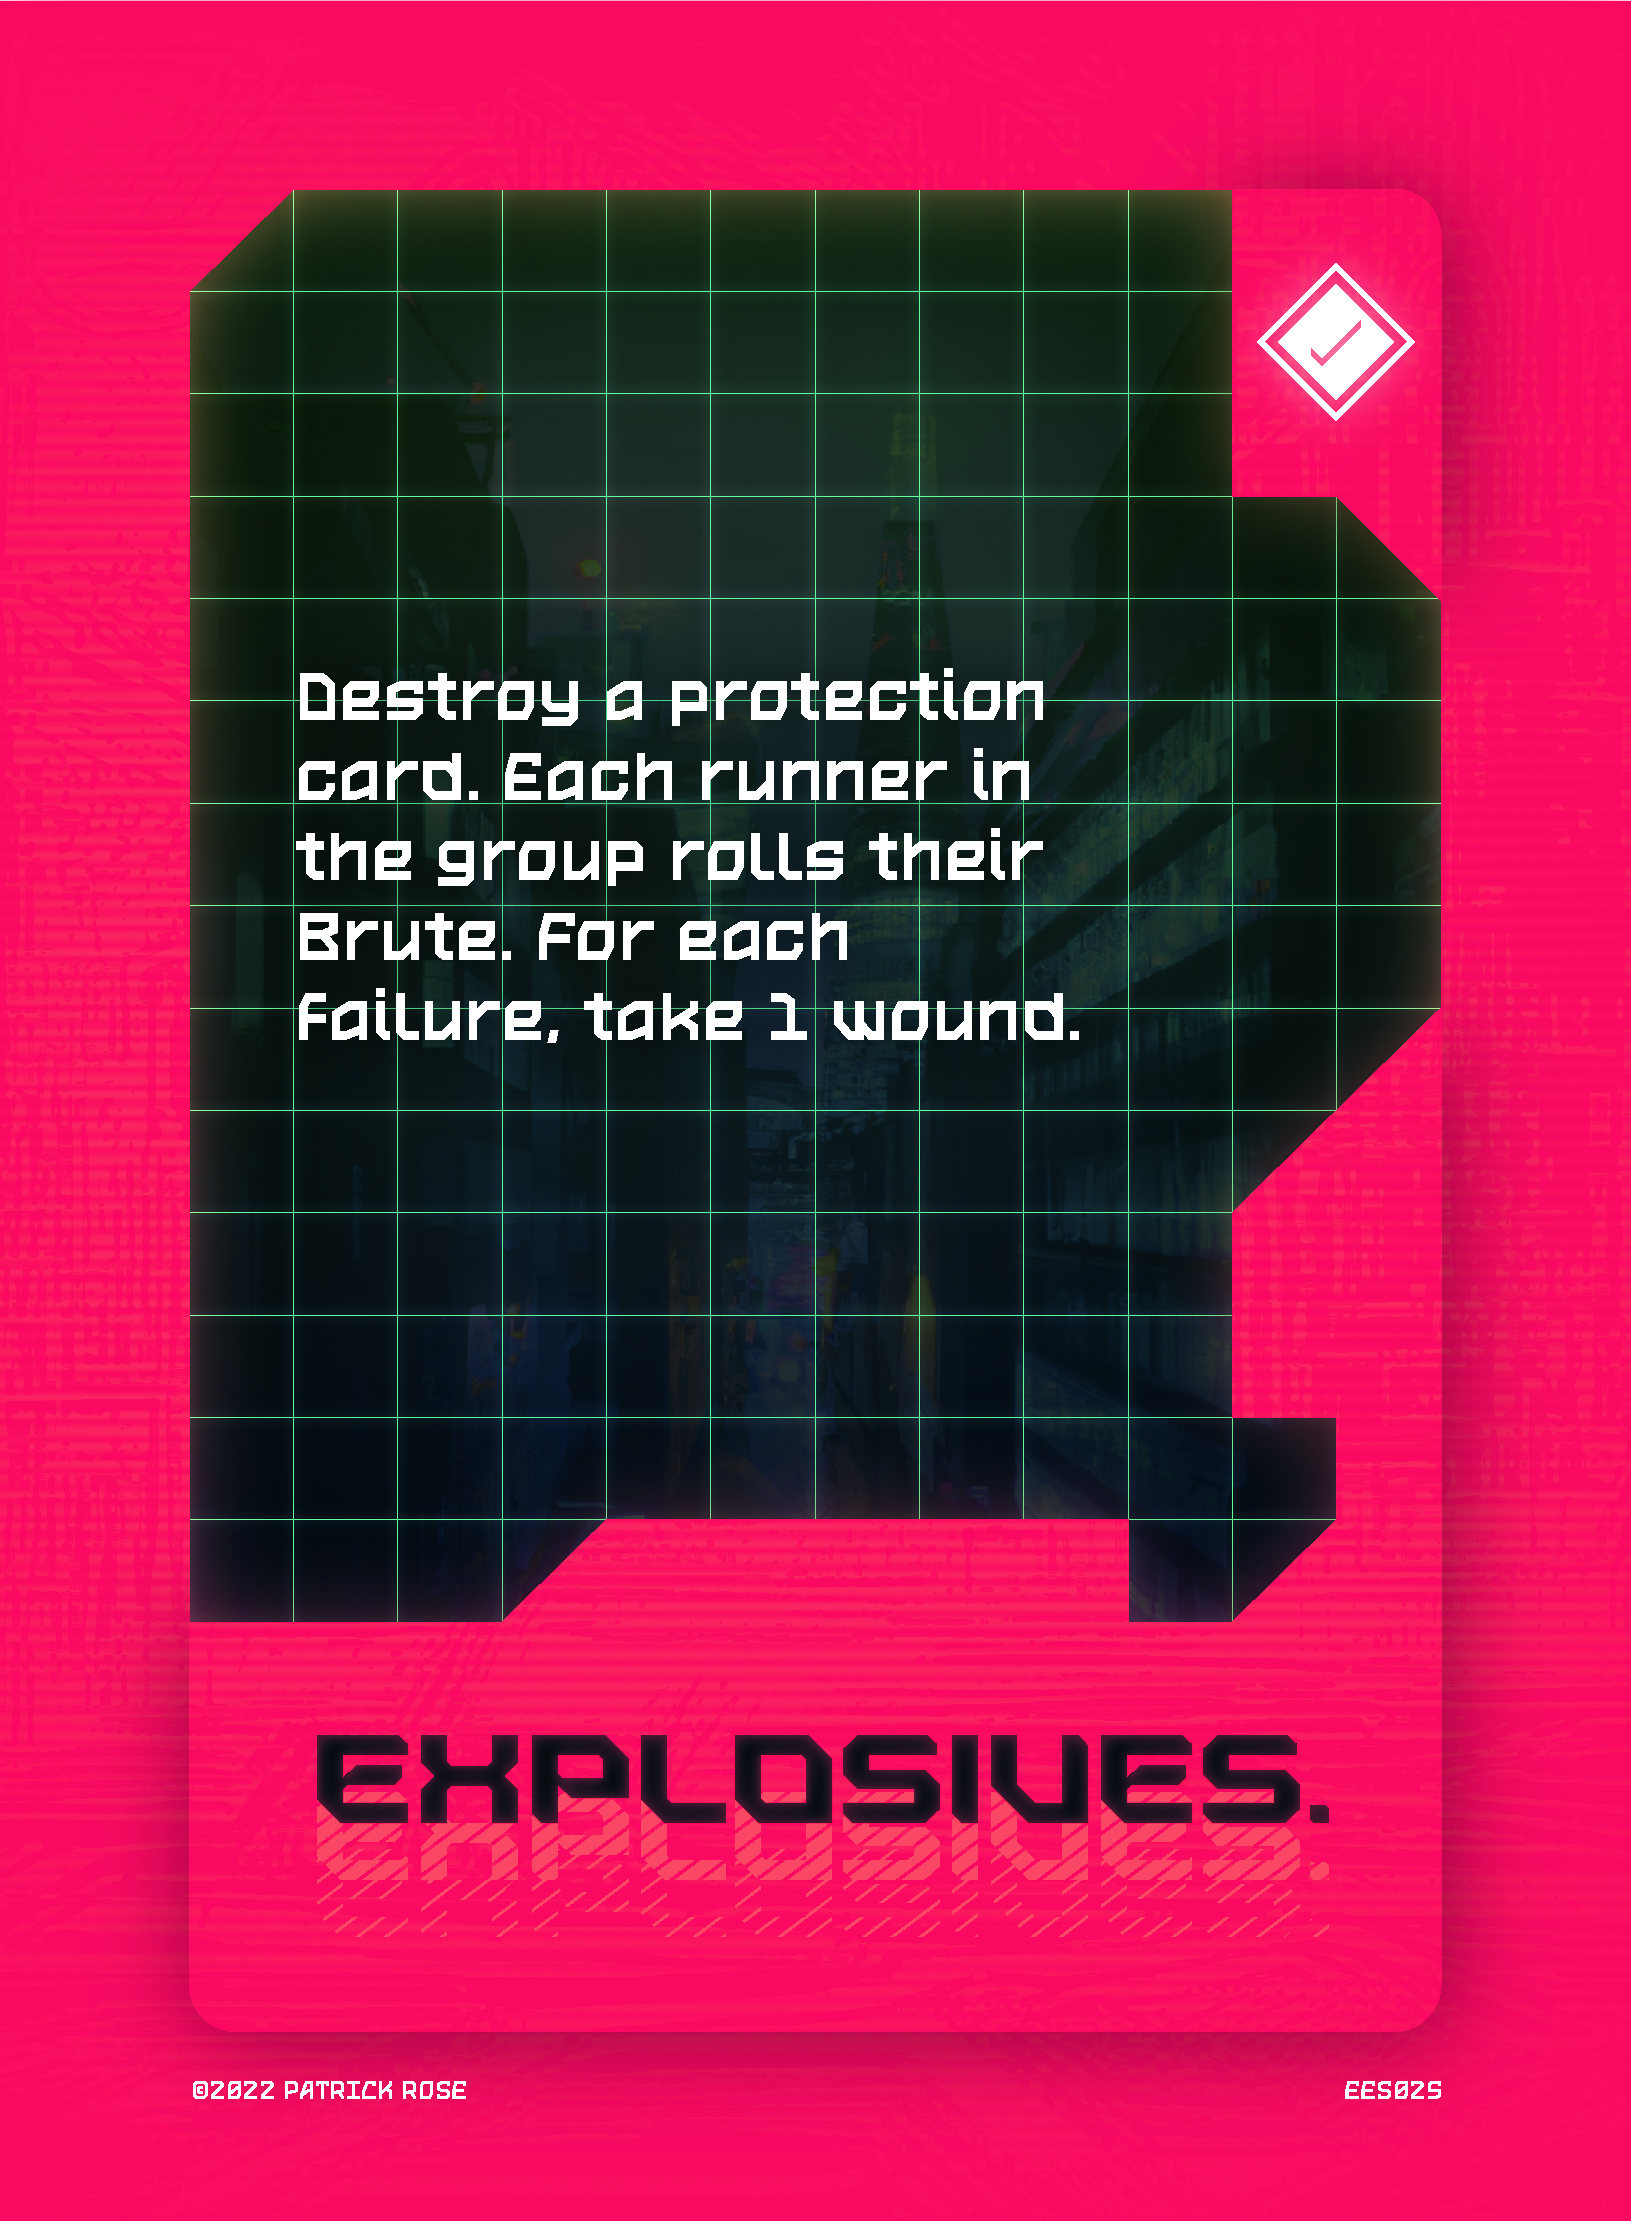 Destroy a protection
card. Each runner in
the group rolls their
Brute. For each
failure, take 1 wound.
EXPLOSIVES.
©2022 PATRICK ROSE
EES02S